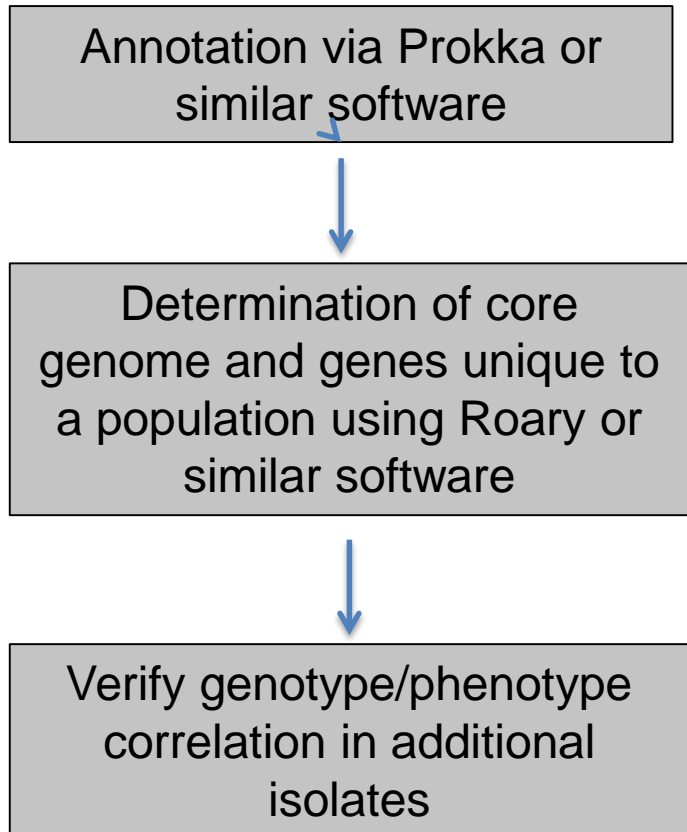 Annotation via Prokka or
similar software
Determination of core
genome and genes unique to
a population using Roary or
similar software
Verify genotype/phenotype
correlation in additional
isolates